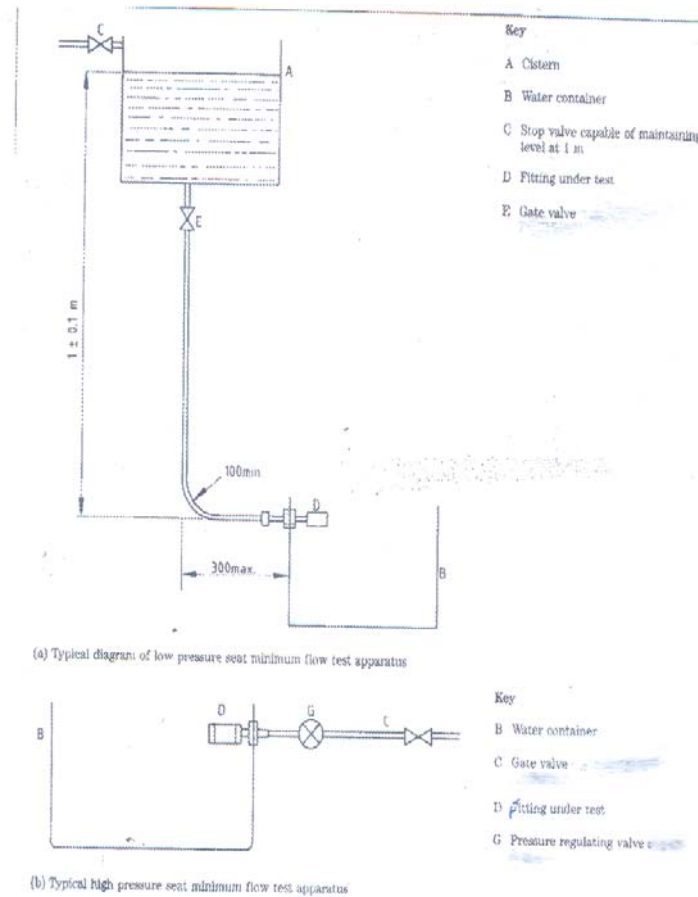 C
Key
A
A Cistern
B Water container
C Stop valve capable of maintaining
level at 1 m
D Fitting under test
E
E Gate valve
1 ± 0.1 m
100min.
D
300max.
B
(a) Typical diagram of low pressure seat minimum flow test apparatus
Key
D
G
C
B
B Water container
C Gate valve
D Fitting under test
G Pressure regulating valve
(b) Typical high pressure seat minimum flow test apparatus